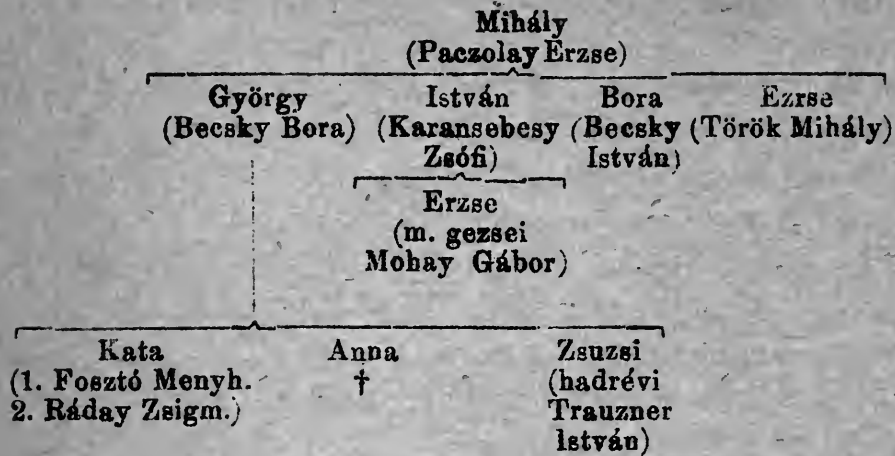 Mihály
(Paczolay Erzse)
György István Bora Ezrse
(Becsky Bora) (Karansebesy (Becsky (Török Mihály)
Zsófi) István)
Erzse
(m. gezsei
Mohay Gábor)
Kata Anna Zsuzsi
(1. Fosztó Menyh. † (hadrévi
2. Ráday Zsigm.) Trauzner
István)